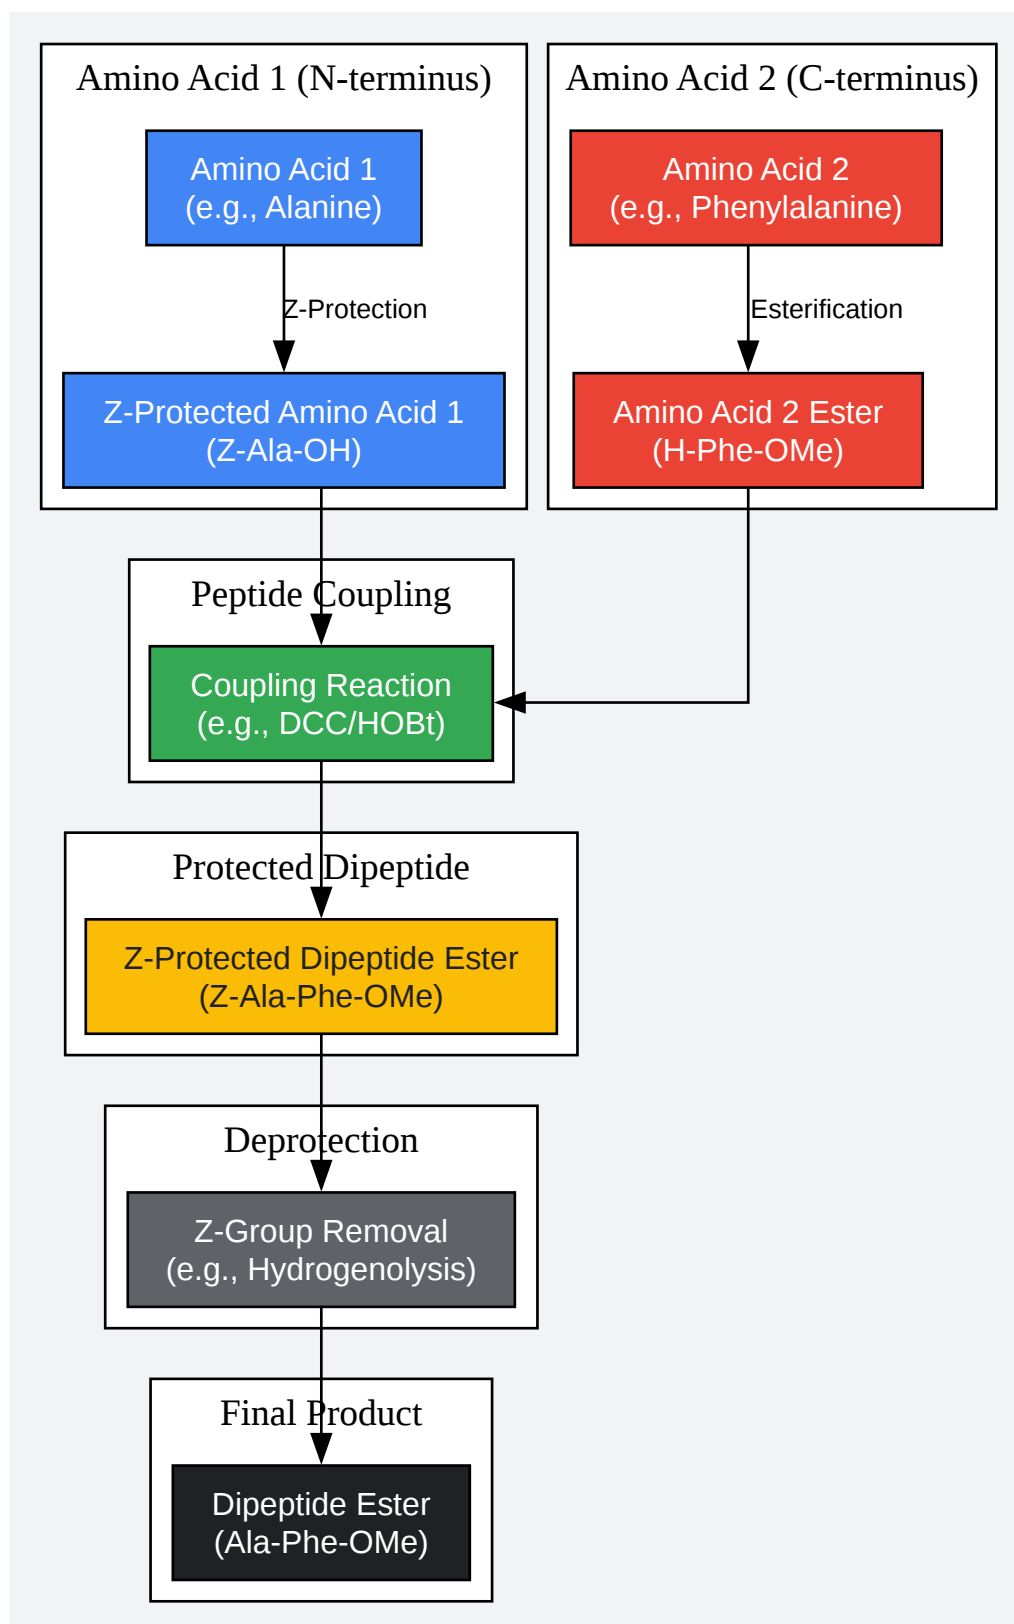 Amino Acid 1 (N-terminus)
Amino Acid 1
(e.g., Alanine)
Z-Protection
Z-Protected Amino Acid 1
(Z-Ala-OH)
Amino Acid 2 (C-terminus)
Amino Acid 2
(e.g., Phenylalanine)
Esterification
Amino Acid 2 Ester
(H-Phe-OMe)
Peptide Coupling
Coupling Reaction
(e.g., DCC/HOBt)
Protected Dipeptide
Z-Protected Dipeptide Ester
(Z-Ala-Phe-OMe)
Deprotection
Z-Group Removal
(e.g., Hydrogenolysis)
Final Product
Dipeptide Ester
(Ala-Phe-OMe)